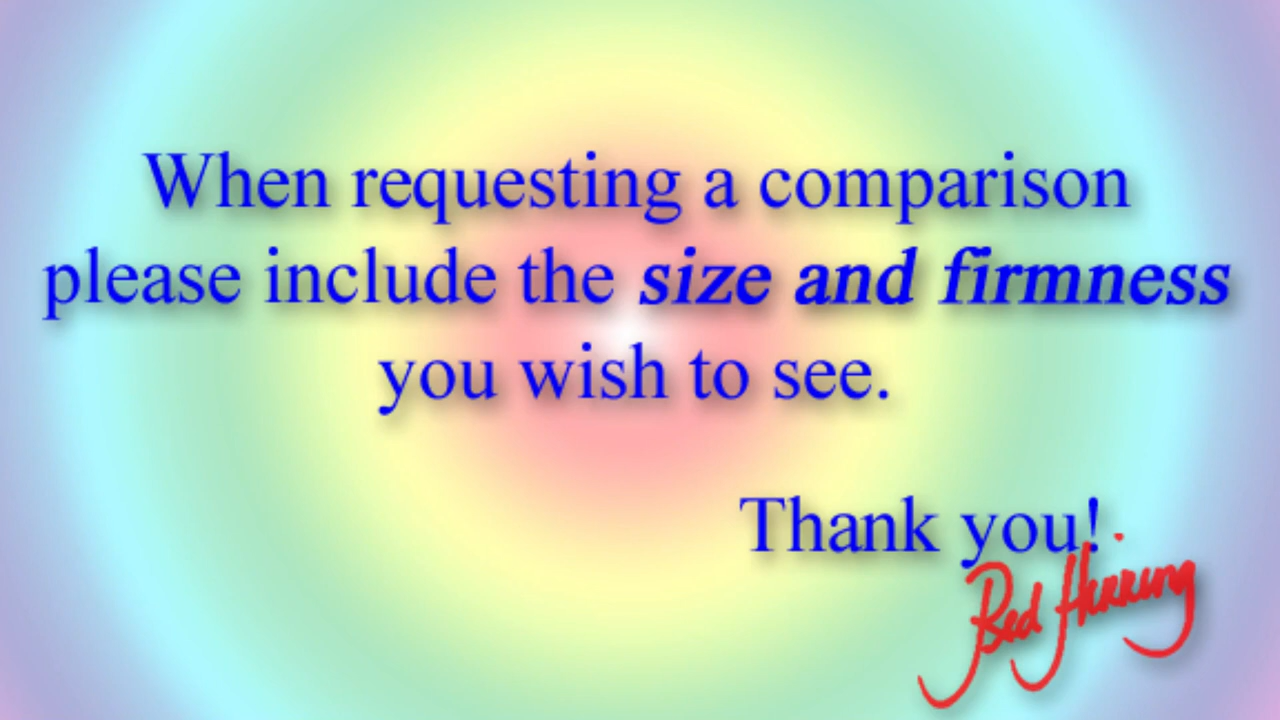 When requesting a comparison
please include the size and firmness
you wish to see.
Thank you!
Red Herring